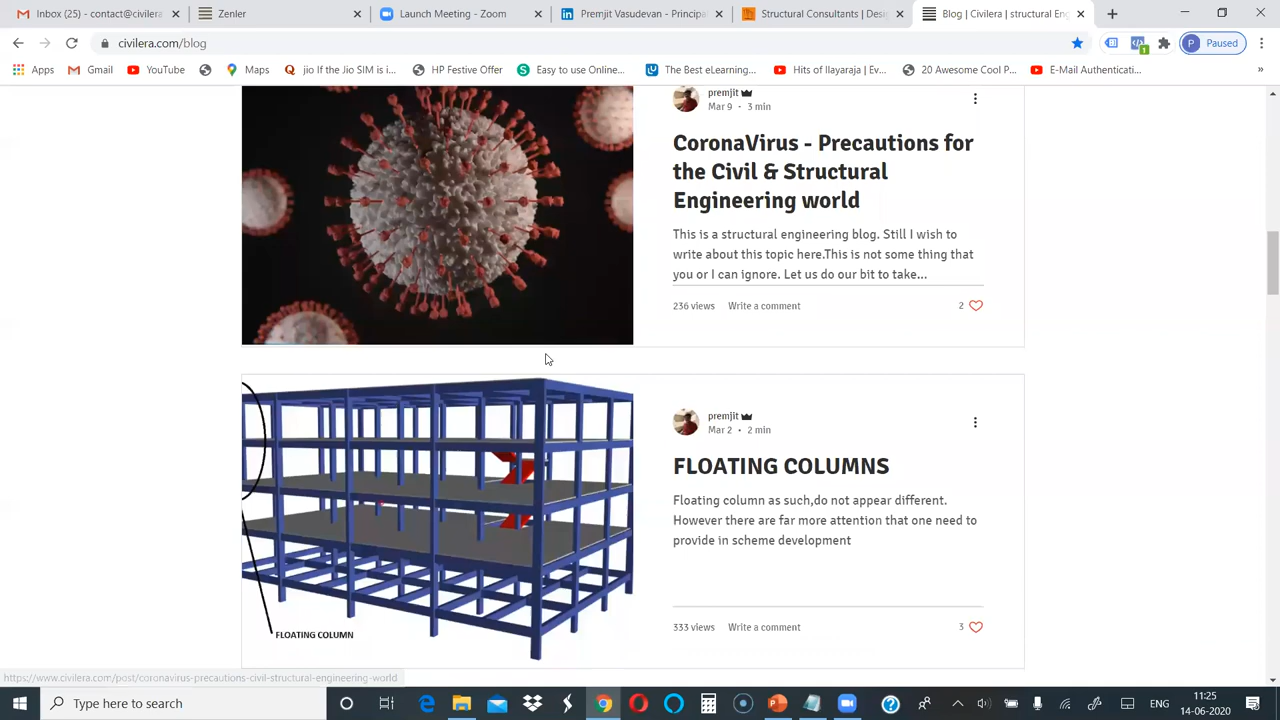 Inbox (25) - contact@civilera.c
Zenler
Launch Meeting - Zoom
Premjit Vasudevan - Principa
Structural Consultants | Desi
Blog | Civilera | structural Eng
civilera.com/blog
1
P Paused
Apps
Gmail
YouTube
Maps
jio If the Jio SIM is i...
HP Festive Offer
Easy to use Online...
The Best eLearning...
Hits of Ilayaraja | Ev...
20 Awesome Cool P...
E-Mail Authenticati...
»
premjit
Mar 9 · 3 min
CoronaVirus - Precautions for
the Civil & Structural
Engineering world
This is a structural engineering blog. Still I wish to
write about this topic here.This is not some thing that
you or I can ignore. Let us do our bit to take...
236 views Write a comment 2
premjit
Mar 2 · 2 min
FLOATING COLUMNS
Floating column as such,do not appear different.
However there are far more attention that one need to
provide in scheme development
333 views Write a comment 3
FLOATING COLUMN
https://www.civilera.com/post/coronavirus-precautions-civil-structural-engineering-world
Type here to search
ENG
11:25
14-06-2020